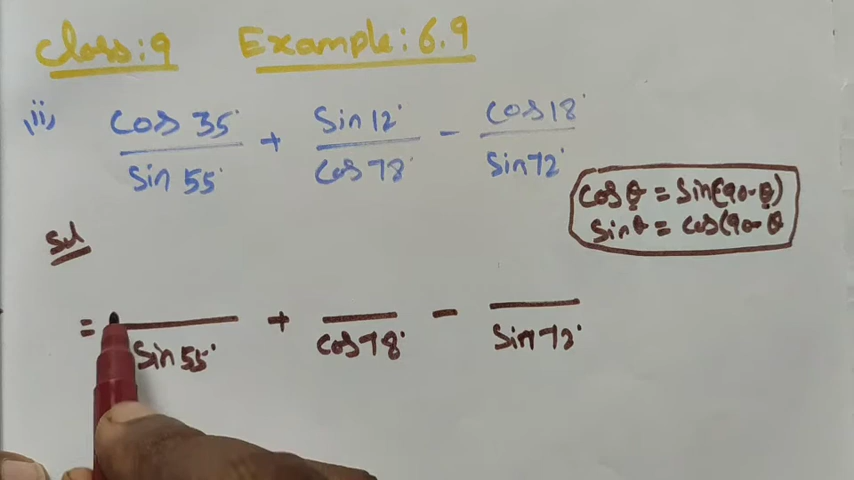 Class:9 Example:6.9
(ii) Cos 35° / Sin 55° + Sin 12° / Cos 78° - Cos 18° / Sin 72°
Cos θ = Sin(90-θ)
Sin θ = Cos(90-θ
Sol
= / Sin 55° + / Cos 78° - / Sin 72°